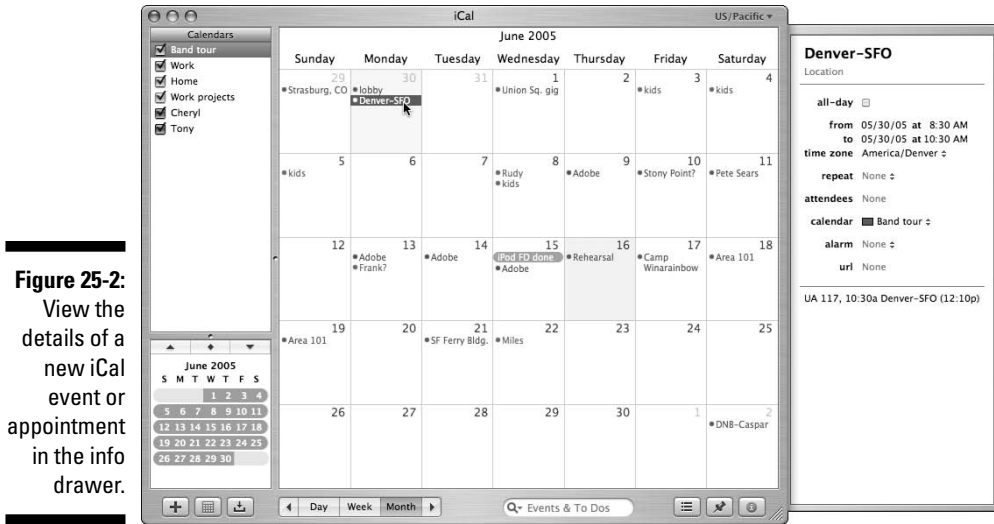 Figure 25-2:
View the
details of a
new iCal
event or
appointment
in the info
drawer.
iCal
US/Pacific
Calendars
Band tour
Work
Home
Work projects
Cheryl
Tony
June 2005
Sunday Monday Tuesday Wednesday Thursday Friday Saturday
29 30 31 1 2 3 4
Strasburg, CO lobby Union Sq. gig kids kids
Denver-SFO
5 6 7 8 9 10 11
kids Rudy Adobe Stony Point? Pete Sears
kids
12 13 14 15 16 17 18
Adobe Adobe iPod FD done Rehearsal Camp Area 101
Frank? Adobe Winarainbow
19 20 21 22 23 24 25
Area 101 SF Ferry Bldg. Miles
26 27 28 29 30 1 2
DNB-Caspar
June 2005
S M T W T F S
1 2 3 4
5 6 7 8 9 10 11
12 13 14 15 16 17 18
19 20 21 22 23 24 25
26 27 28 29 30
Day Week Month
Events & To Dos
Denver-SFO
Location
all-day
from 05/30/05 at 8:30 AM
to 05/30/05 at 10:30 AM
time zone America/Denver
repeat None
attendees None
calendar Band tour
alarm None
url None
UA 117, 10:30a Denver-SFO (12:10p)